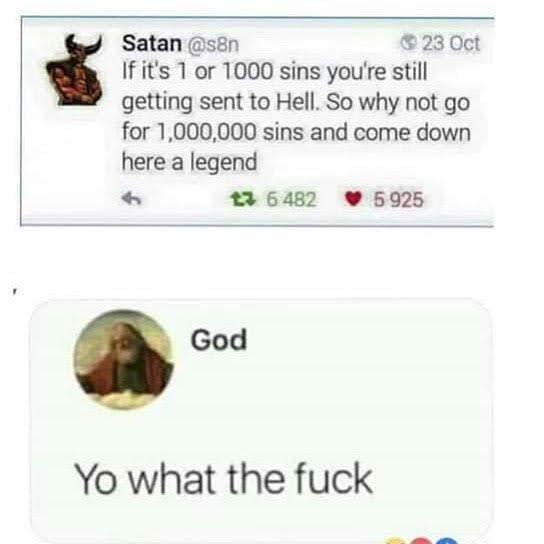 Satan @s8n 23 Oct
If it's 1 or 1000 sins you're still
getting sent to Hell. So why not go
for 1,000,000 sins and come down
here a legend
6 482 5 925
,
God
Yo what the fuck